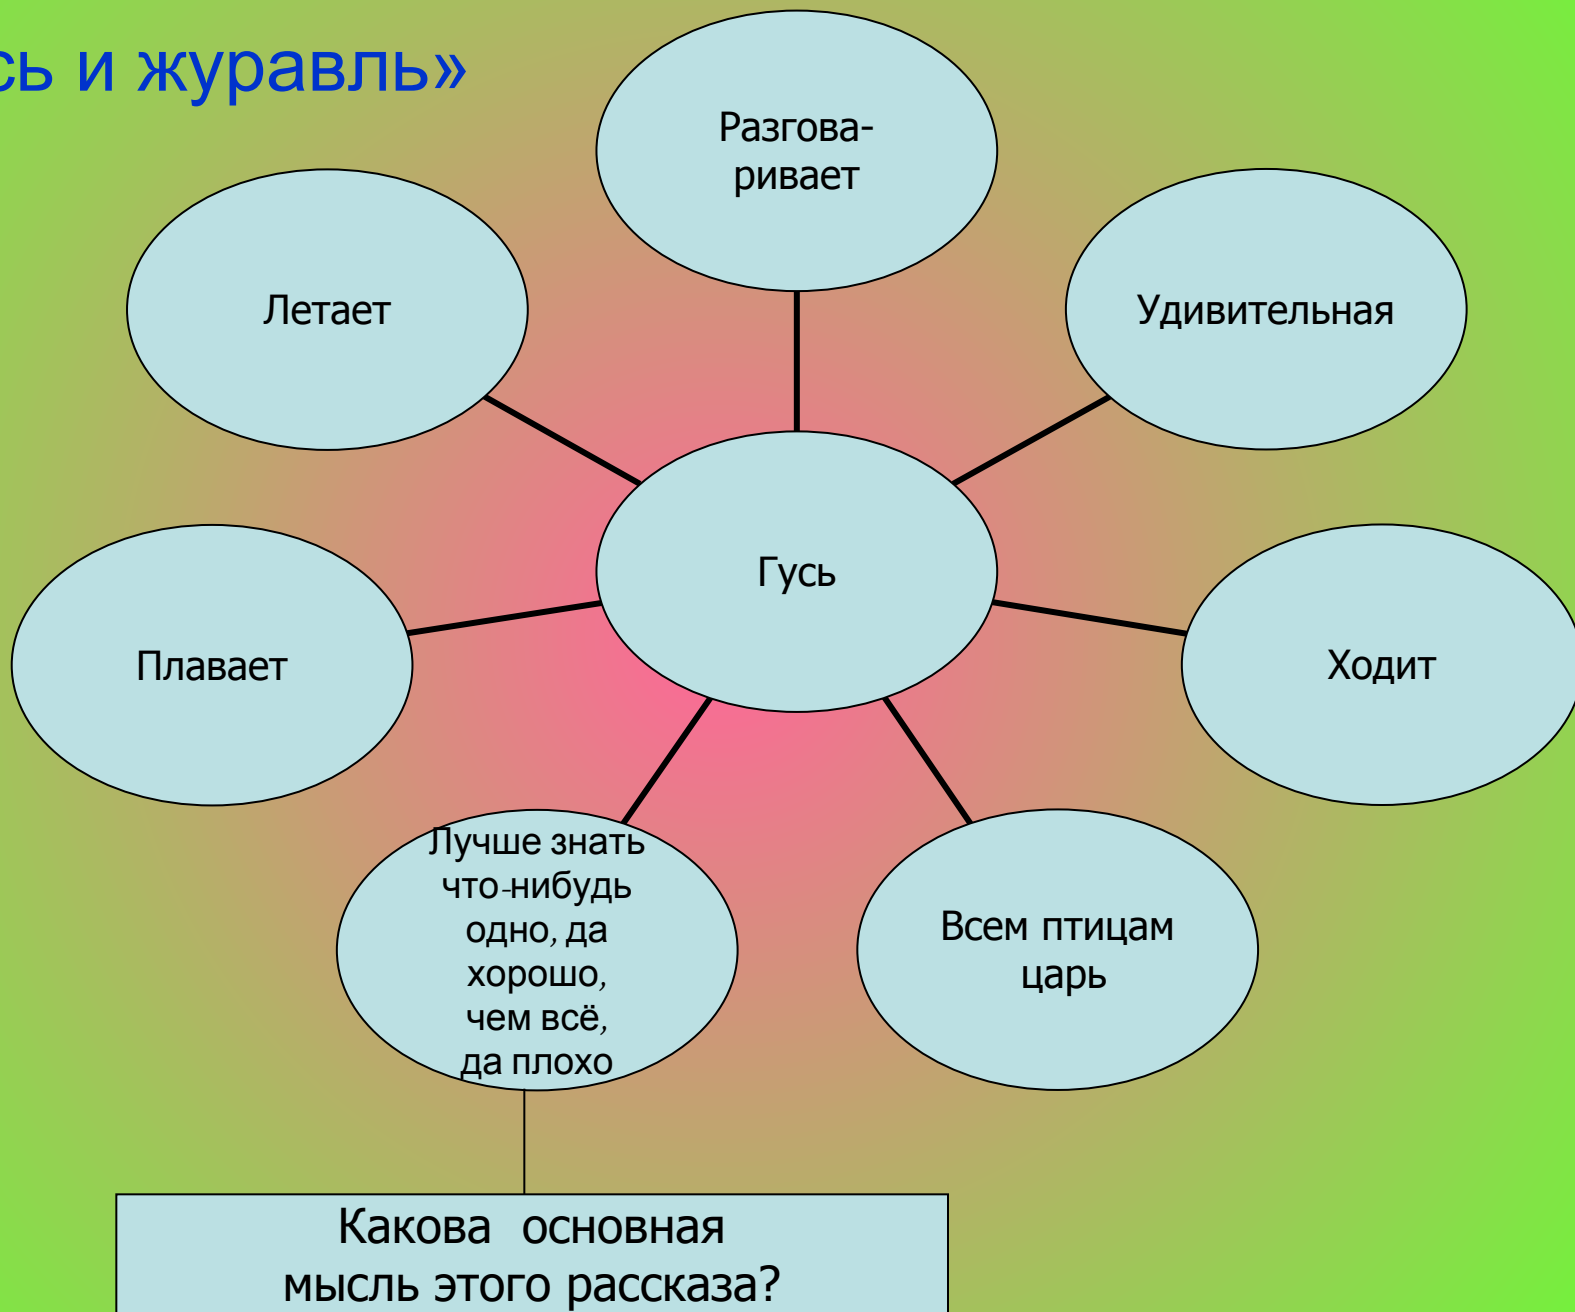 сь и журавль»
Разгова-
ривает
Летает
Удивительная
Гусь
Плавает
Ходит
Лучше знать
что-нибудь
одно, да
хорошо,
чем всё,
да плохо
Всем птицам
царь
Какова основная
мысль этого рассказа?